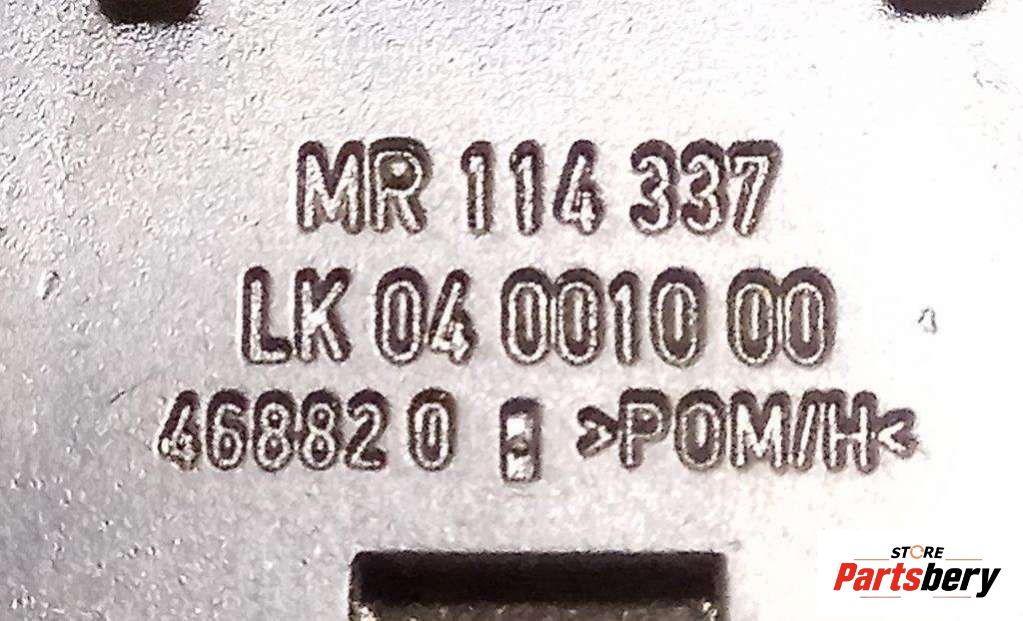 MR 114 337
LK 04 0010 00
46882 0 >POM/H<
STORE
Partsbery